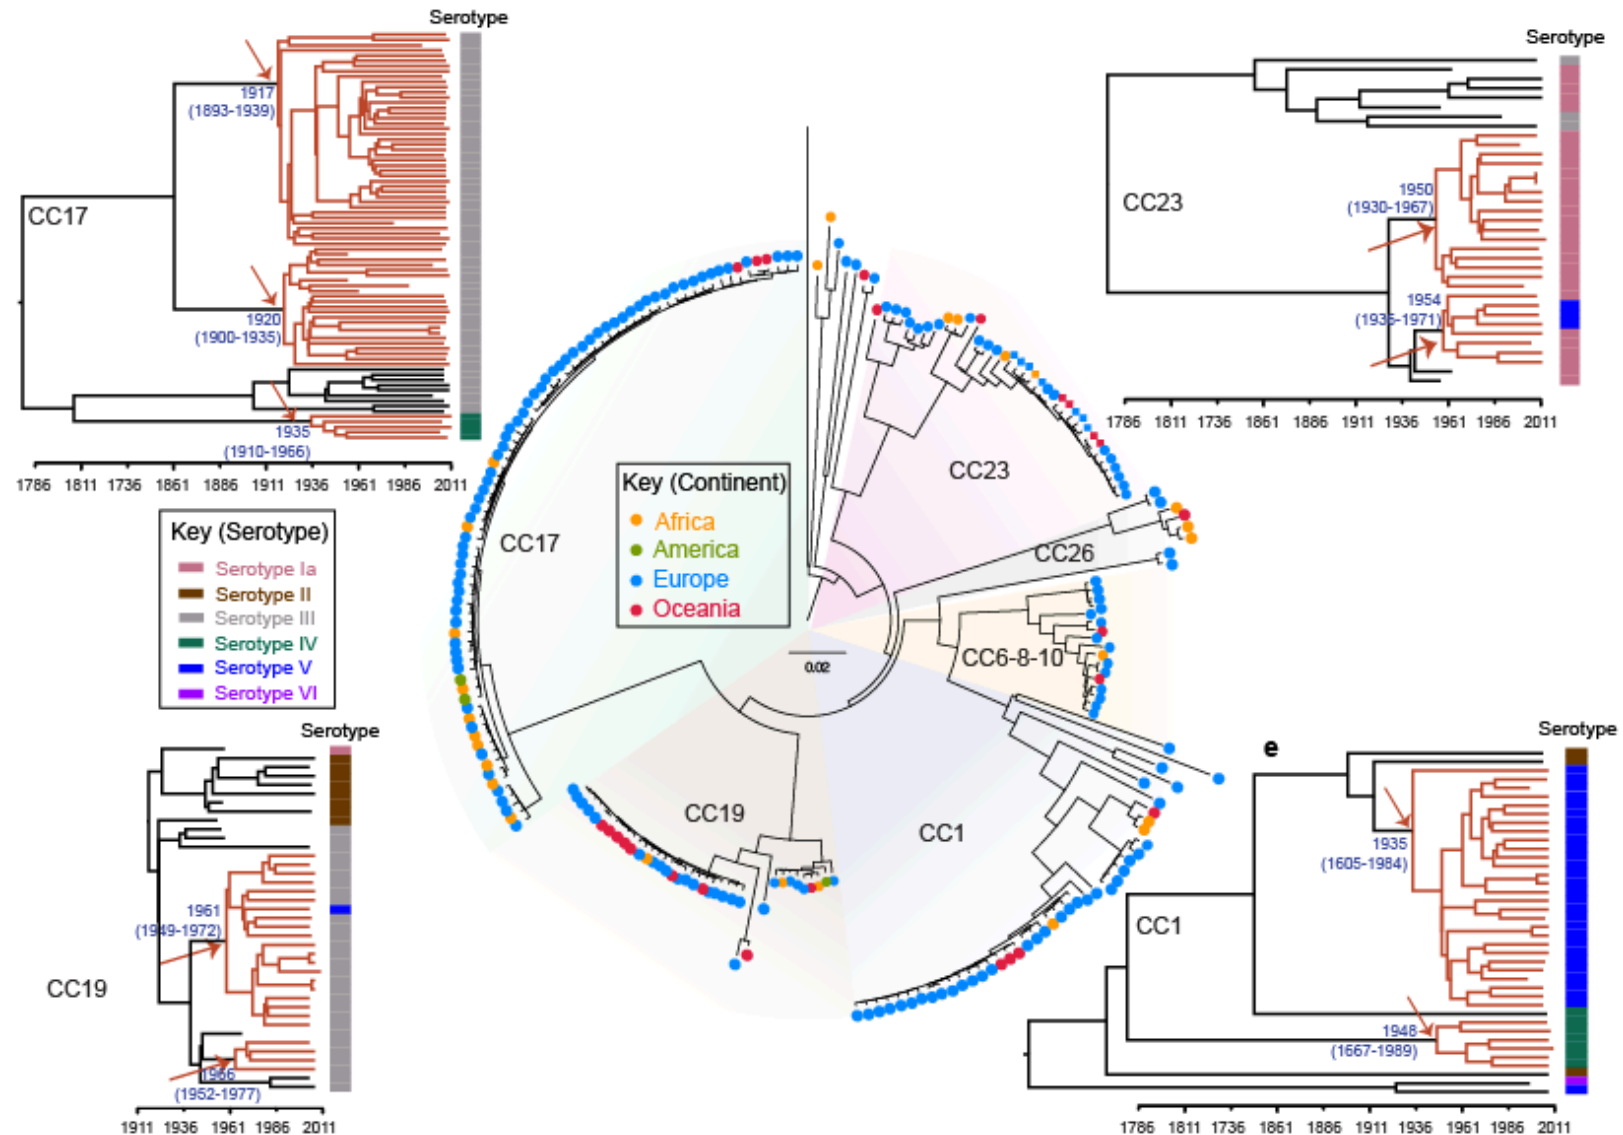 Serotype
1917
(1893-1939)
CC17
1920
(1900-1935)
1935
(1910-1966)
1786 1811 1736 1861 1886 1911 1936 1961 1986 2011
Serotype
1950
(1930-1967)
CC23
1954
(1935-1971)
1786 1811 1736 1861 1886 1911 1936 1961 1986 2011
Key (Serotype)
Serotype Ia
Serotype II
Serotype III
Serotype IV
Serotype V
Serotype VI
Key (Continent)
Africa
America
Europe
Oceania
CC17
CC23
CC26
CC6-8-10
CC19
CC1
0.02
Serotype
1961
(1949-1972)
CC19
1966
(1952-1977)
1911 1936 1961 1986 2011
e
Serotype
1935
(1605-1984)
CC1
1948
(1667-1989)
1786 1811 1736 1861 1886 1911 1936 1961 1986 2011